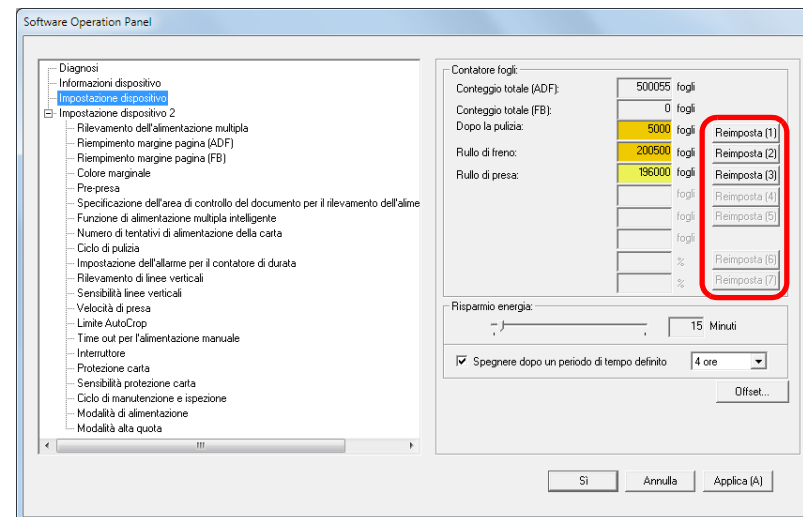 Software Operation Panel
Diagnosi
Informazioni dispositivo
Impostazione dispositivo
Impostazione dispositivo 2
Rilevamento dell'alimentazione multipla
Riempimento margine pagina (ADF)
Riempimento margine pagina (FB)
Colore marginale
Pre-presa
Specificazione dell'area di controllo del documento per il rilevamento dell'alime
Funzione di alimentazione multipla intelligente
Numero di tentativi di alimentazione della carta
Ciclo di pulizia
Impostazione dell'allarme per il contatore di durata
Rilevamento di linee verticali
Sensibilità linee verticali
Velocità di presa
Limite AutoCrop
Time out per l'alimentazione manuale
Interruttore
Protezione carta
Sensibilità protezione carta
Ciclo di manutenzione e ispezione
Modalità di alimentazione
Modalità alta quota
Contatore fogli:
Conteggio totale (ADF): 500055 fogli
Conteggio totale (FB): 0 fogli
Dopo la pulizia: 5000 fogli Reimposta (1)
Rullo di freno: 200500 fogli Reimposta (2)
Rullo di presa: 196000 fogli Reimposta (3)
fogli Reimposta (4)
fogli Reimposta (5)
fogli
% Reimposta (6)
% Reimposta (7)
Risparmio energia:
15 Minuti
Spegnere dopo un periodo di tempo definito 4 ore
Offset...
Sì Annulla Applica (A)